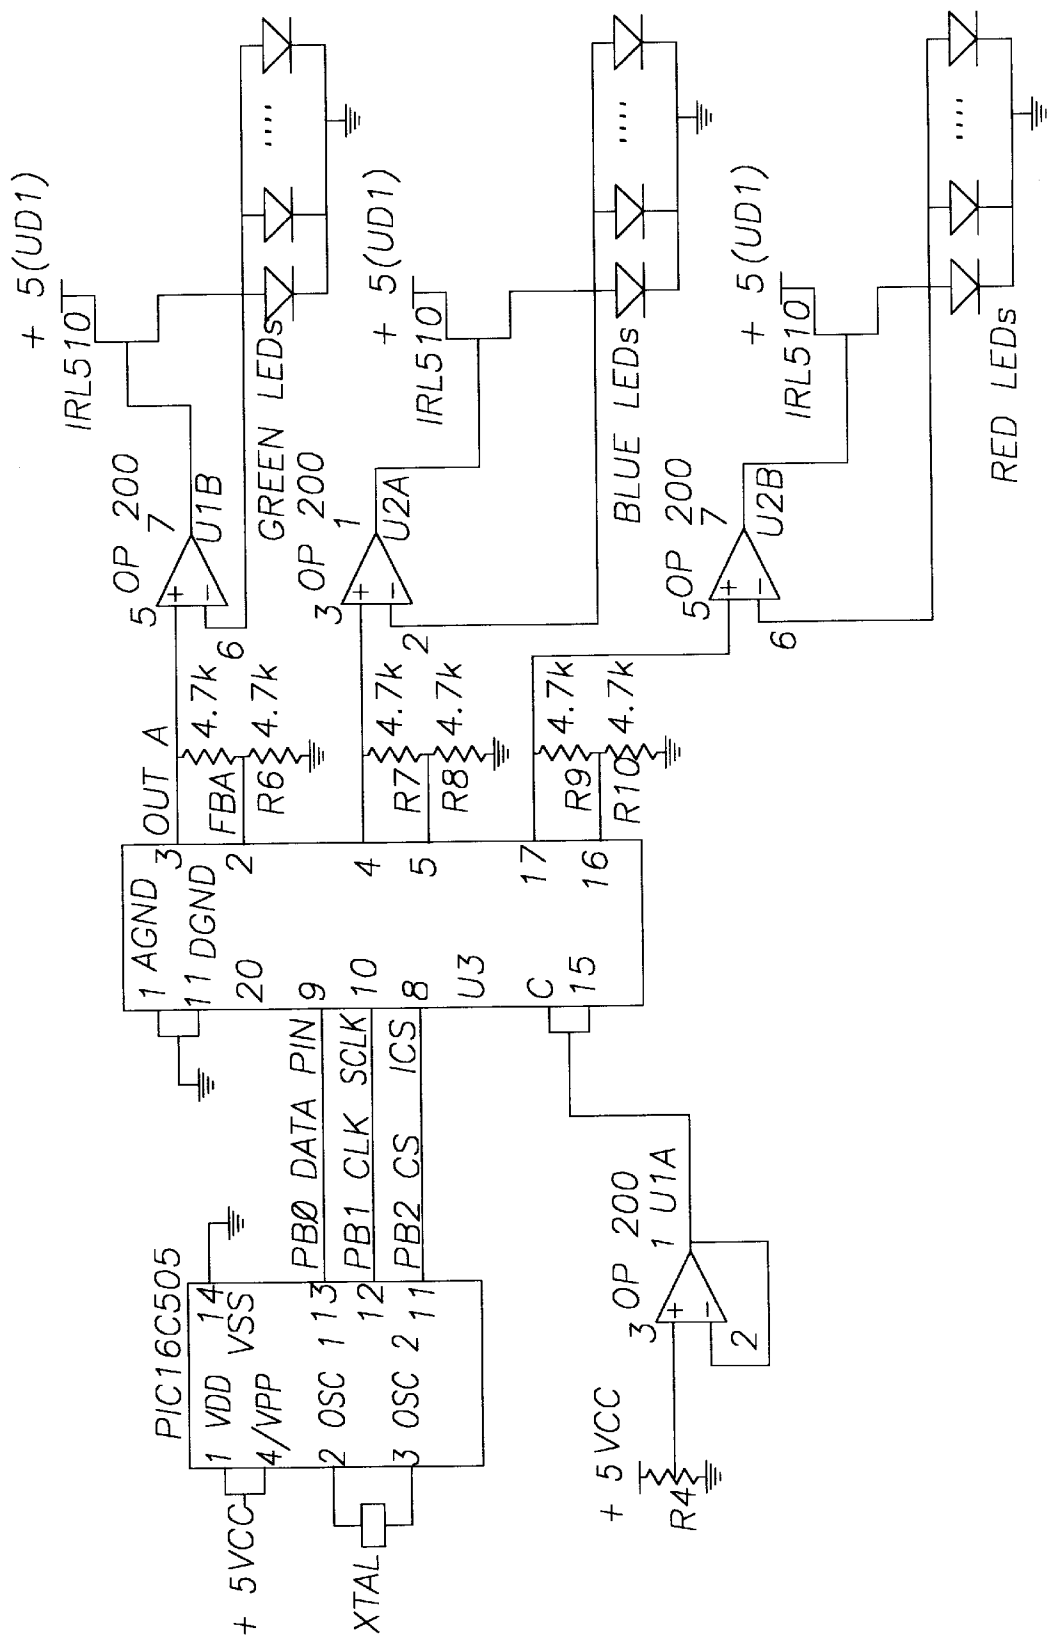 PIC16C505
+ 5VCC
1 VDD
14
VSS
4/VPP
2 OSC 1 13
12
3 OSC 2 11
XTAL
PBØ DATA PIN
PB1 CLK SCLK
PB2 CS ICS
1 AGND
11 DGND
20
9
10
8
U3
C
15
3
2
4
5
17
16
OUT A
FBA
4.7k
R6 4.7k
R7 4.7k
R8 4.7k
R9 4.7k
R10 4.7k
+ 5VCC
R4
3
2
OP 200
1 U1A
5
6
OP 200
7
U1B
+ 5(UD1)
IRL510
GREEN LEDs
3
2
OP 200
1
U2A
+ 5(UD1)
IRL510
BLUE LEDs
5
6
OP 200
7
U2B
+ 5(UD1)
IRL510
RED LEDs